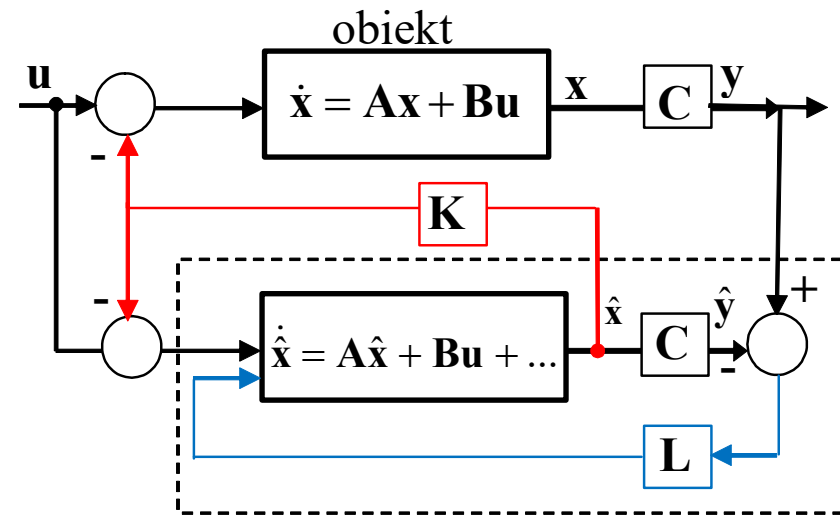 obiekt
u
ẋ = Ax + Bu
x
C
y
-
K
-
x̂̇ = Ax̂ + Bu + ...
x̂
C
ŷ
+
-
L